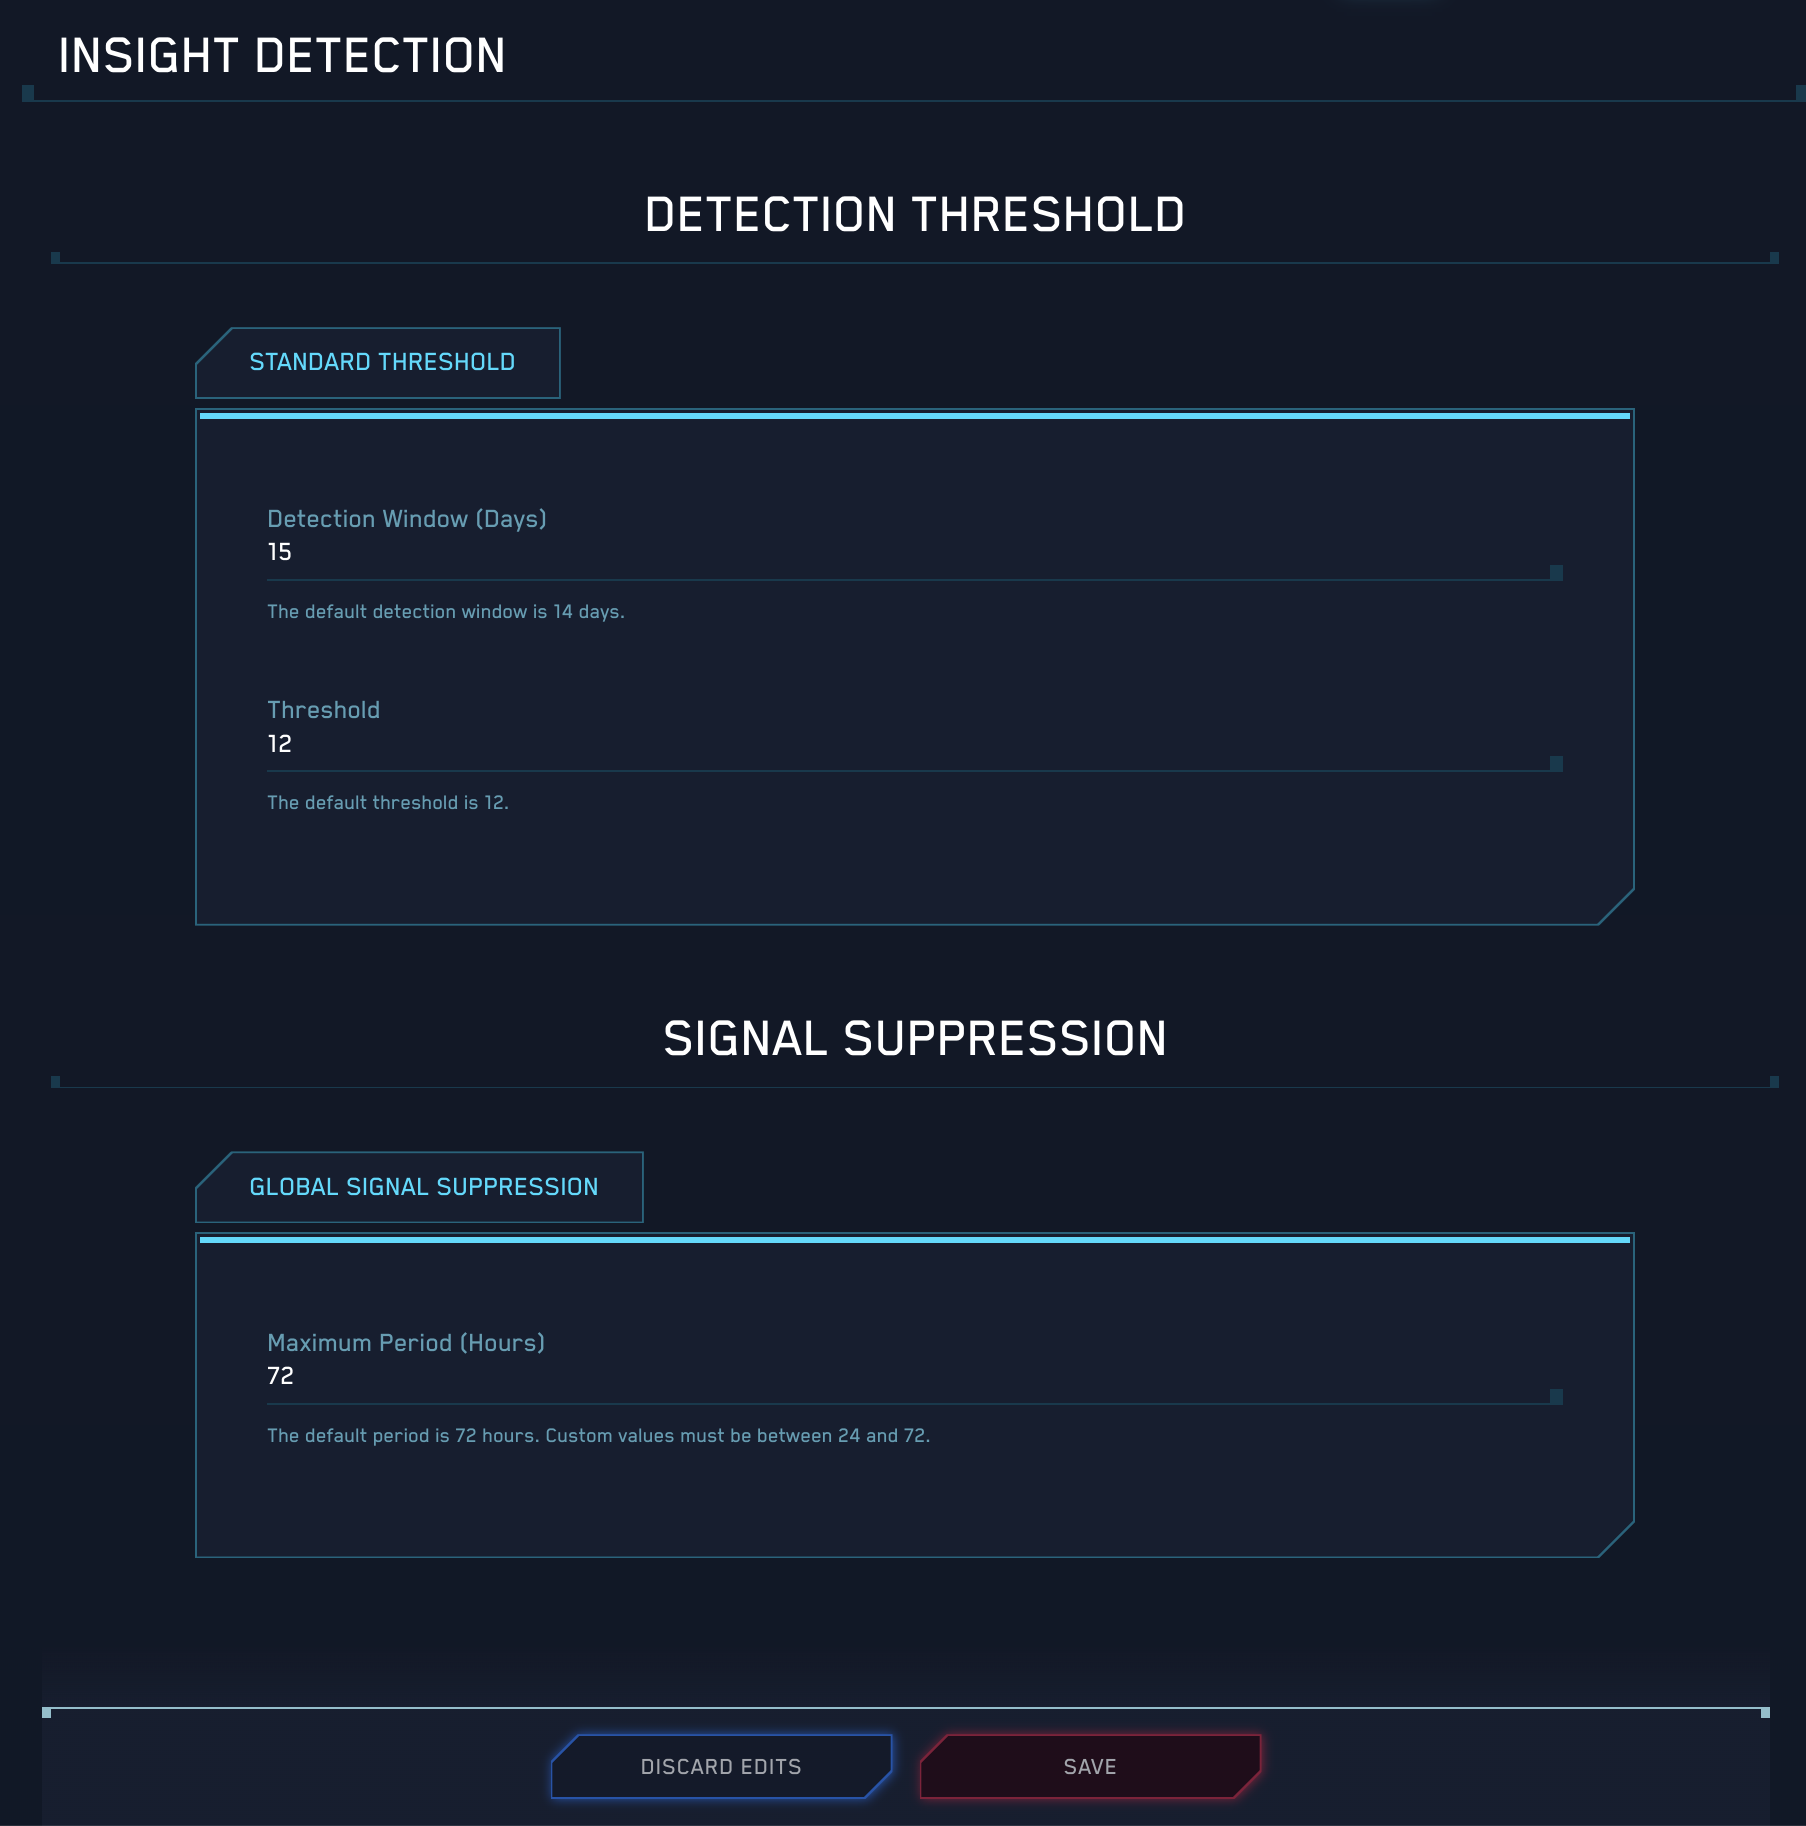 INSIGHT DETECTION
DETECTION THRESHOLD
STANDARD THRESHOLD
Detection Window (Days)
15
The default detection window is 14 days.
Threshold
12
The default threshold is 12.
SIGNAL SUPPRESSION
GLOBAL SIGNAL SUPPRESSION
Maximum Period (Hours)
72
The default period is 72 hours. Custom values must be between 24 and 72.
DISCARD EDITS
SAVE